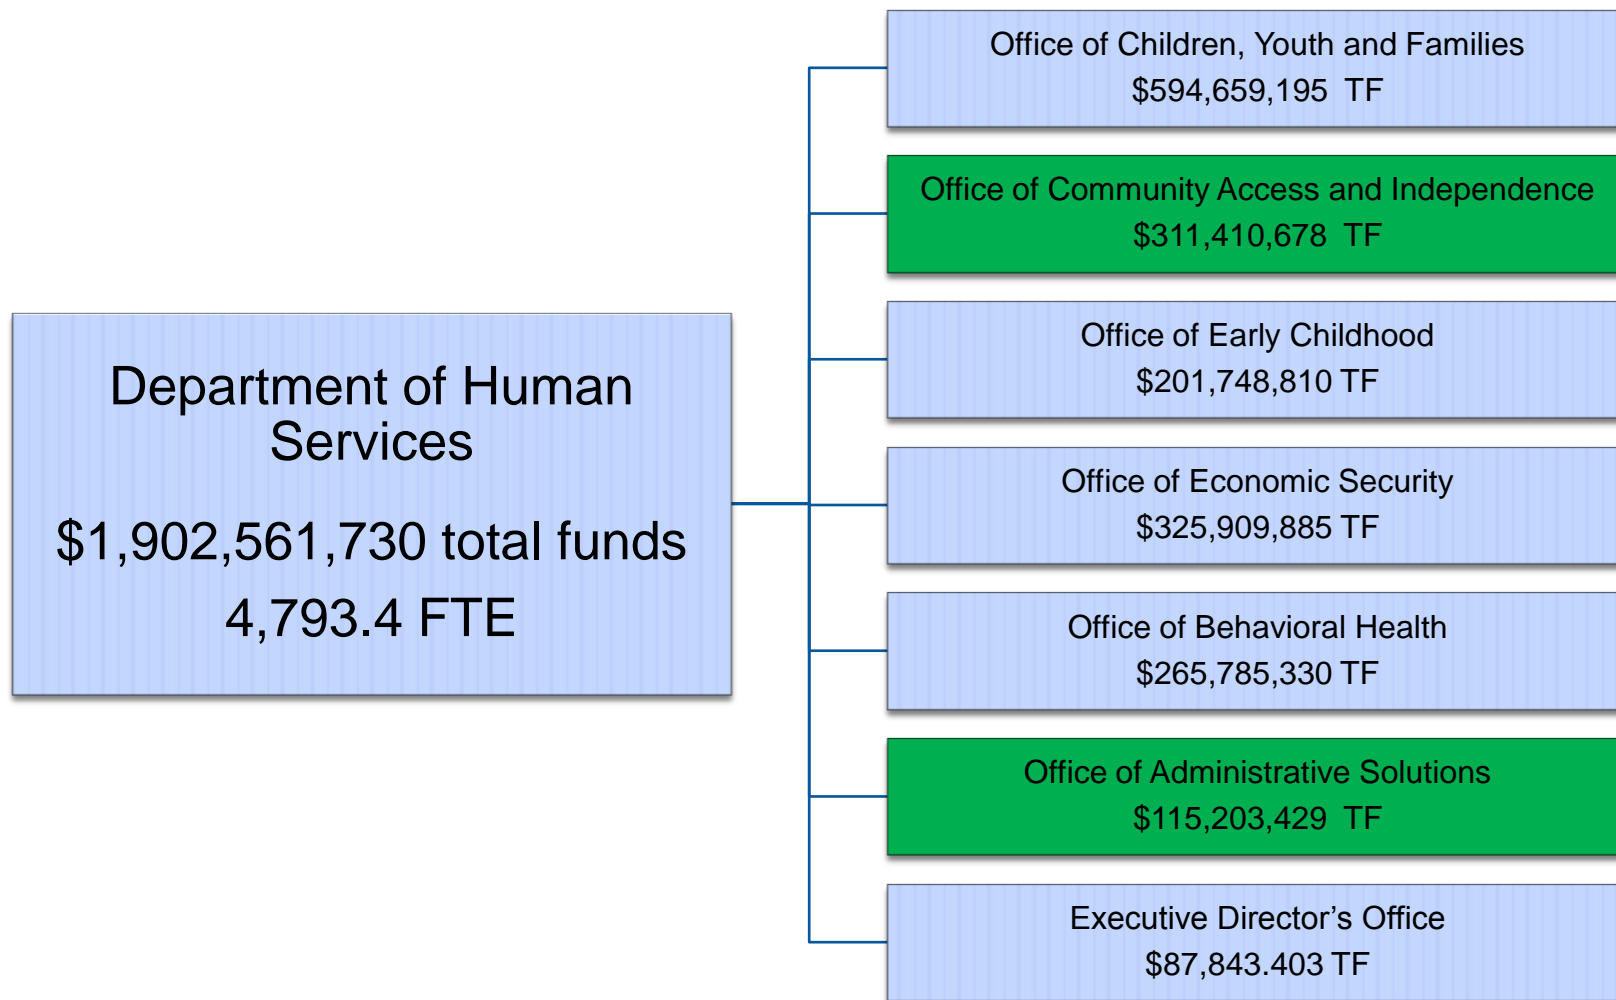 Department of Human
Services
$1,902,561,730 total funds
4,793.4 FTE
Office of Children, Youth and Families
$594,659,195 TF
Office of Community Access and Independence
$311,410,678 TF
Office of Early Childhood
$201,748,810 TF
Office of Economic Security
$325,909,885 TF
Office of Behavioral Health
$265,785,330 TF
Office of Administrative Solutions
$115,203,429 TF
Executive Director’s Office
$87,843.403 TF